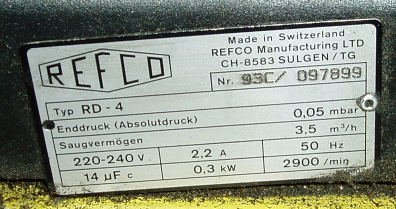 REFCO
Made in Switzerland
REFCO Manufacturing LTD
CH-8583 SULGEN/TG
Nr. 93C/ 097899
Typ RD-4
Enddruck (Absolutdruck) 0,05 mbar
Saugvermögen 3,5 m³/h
220-240 V 2,2 A 50 Hz
14 µF c 0,3 kW 2900/min